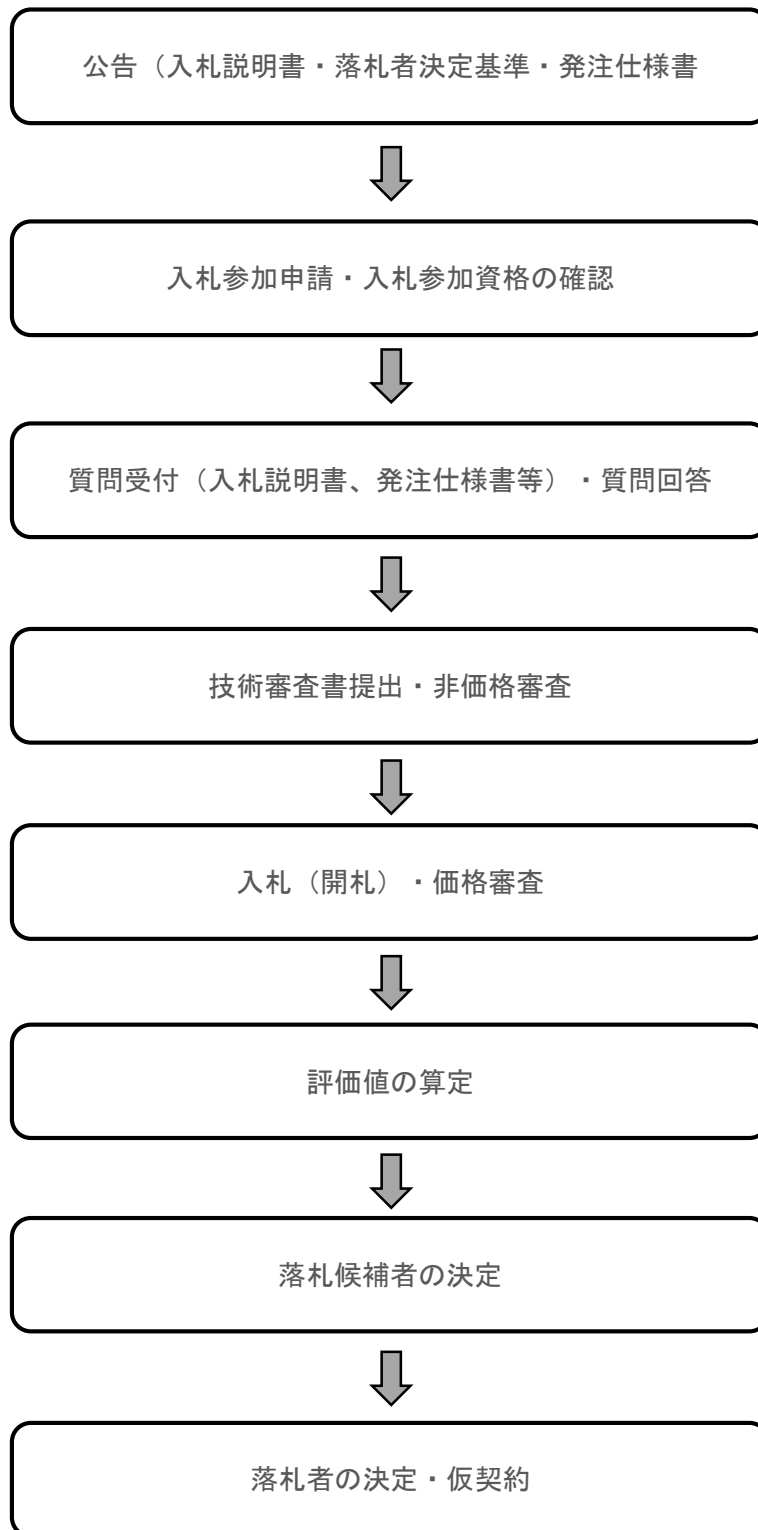 公告（入札説明書・落札者決定基準・発注仕様書
入札参加申請・入札参加資格の確認
質問受付（入札説明書、発注仕様書等）・質問回答
技術審査書提出・非価格審査
入札（開札）・価格審査
評価値の算定
落札候補者の決定
落札者の決定・仮契約